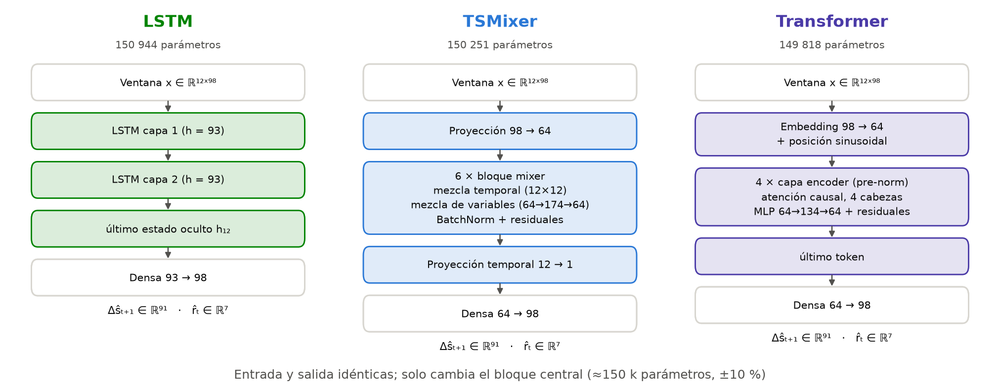 LSTM
150 944 parámetros
Ventana x ∈ ℝ¹²ˣ⁹⁸
LSTM capa 1 (h = 93)
LSTM capa 2 (h = 93)
último estado oculto h₁₂
Densa 93 → 98
Δŝₜ₊₁ ∈ ℝ⁹¹ · r̂ₜ ∈ ℝ⁷
TSMixer
150 251 parámetros
Ventana x ∈ ℝ¹²ˣ⁹⁸
Proyección 98 → 64
6 × bloque mixer
mezcla temporal (12×12)
mezcla de variables (64→174→64)
BatchNorm + residuales
Proyección temporal 12 → 1
Densa 64 → 98
Δŝₜ₊₁ ∈ ℝ⁹¹ · r̂ₜ ∈ ℝ⁷
Transformer
149 818 parámetros
Ventana x ∈ ℝ¹²ˣ⁹⁸
Embedding 98 → 64
+ posición sinusoidal
4 × capa encoder (pre-norm)
atención causal, 4 cabezas
MLP 64→134→64 + residuales
último token
Densa 64 → 98
Δŝₜ₊₁ ∈ ℝ⁹¹ · r̂ₜ ∈ ℝ⁷
Entrada y salida idénticas; solo cambia el bloque central (≈150 k parámetros, ±10 %)